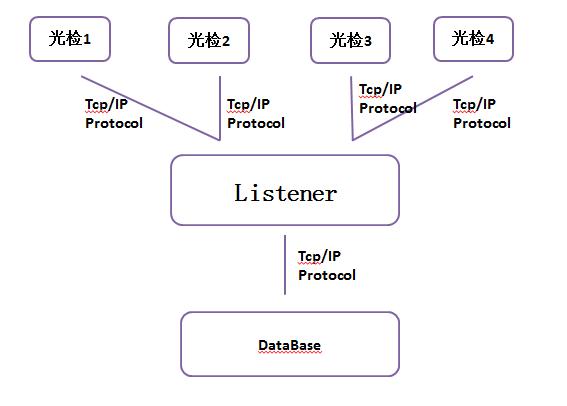 光检1
光检2
光检3
光检4
Tcp/IP
Protocol
Tcp/IP
Protocol
Tcp/IP
Protocol
Tcp/IP
Protocol
Listener
Tcp/IP
Protocol
DataBase